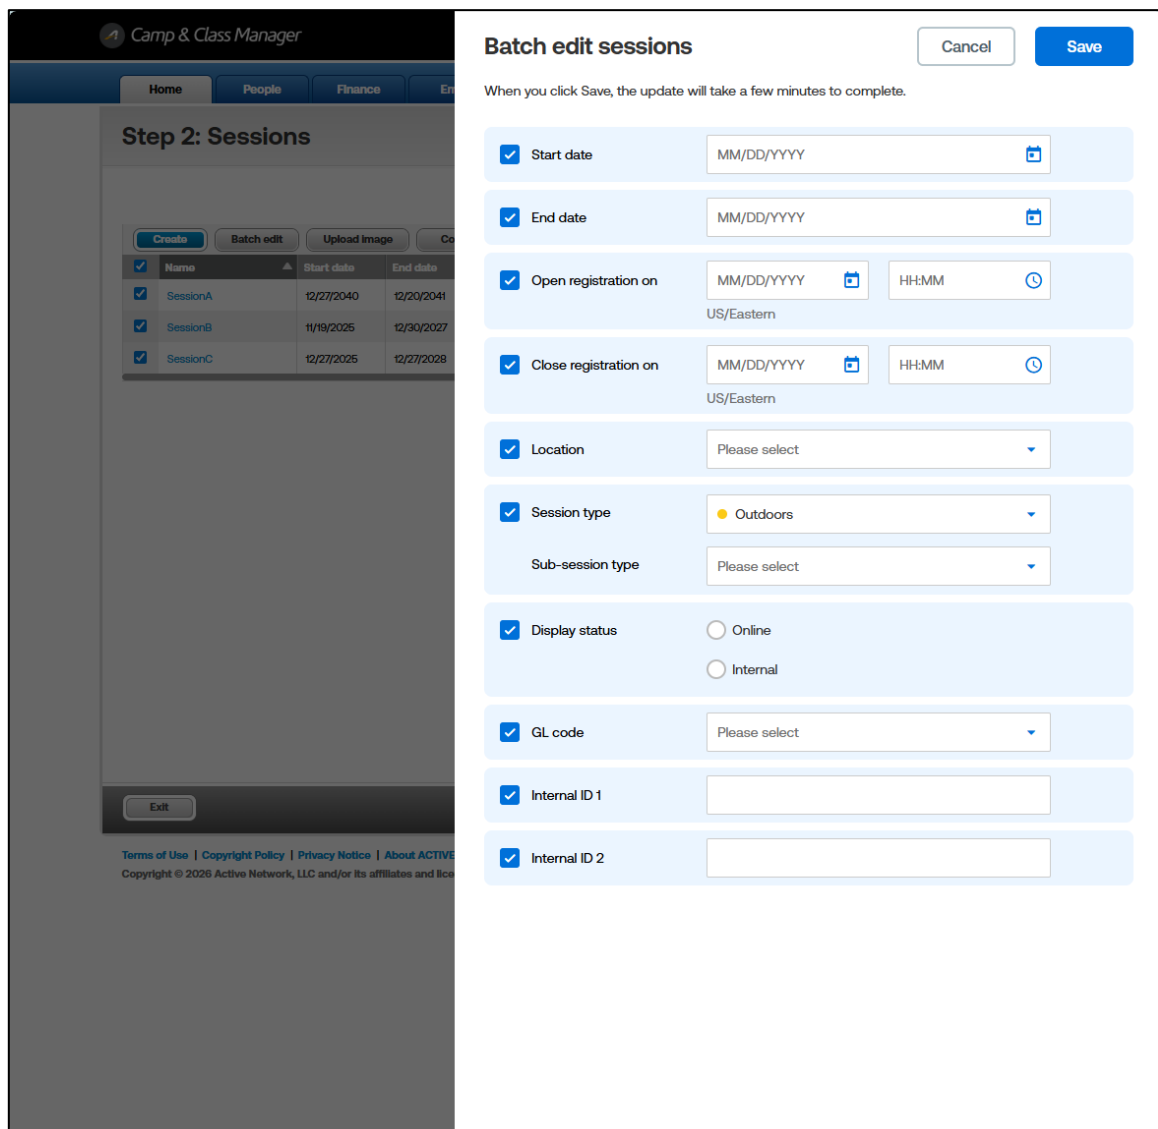 Camp & Class Manager
Home People Finance En
Step 2: Sessions
Create Batch edit Upload image Co
Name Start date End date
SessionA 12/27/2040 12/20/2041
SessionB 11/19/2025 12/30/2027
SessionC 12/27/2025 12/27/2028
Exit
Terms of Use | Copyright Policy | Privacy Notice | About ACTIVE
Copyright © 2026 Active Network, LLC and/or its affiliates and lice
Batch edit sessions Cancel Save
When you click Save, the update will take a few minutes to complete.
Start date MM/DD/YYYY
End date MM/DD/YYYY
Open registration on MM/DD/YYYY HH:MM
US/Eastern
Close registration on MM/DD/YYYY HH:MM
US/Eastern
Location Please select
Session type Outdoors
Sub-session type Please select
Display status Online
Internal
GL code Please select
Internal ID 1
Internal ID 2